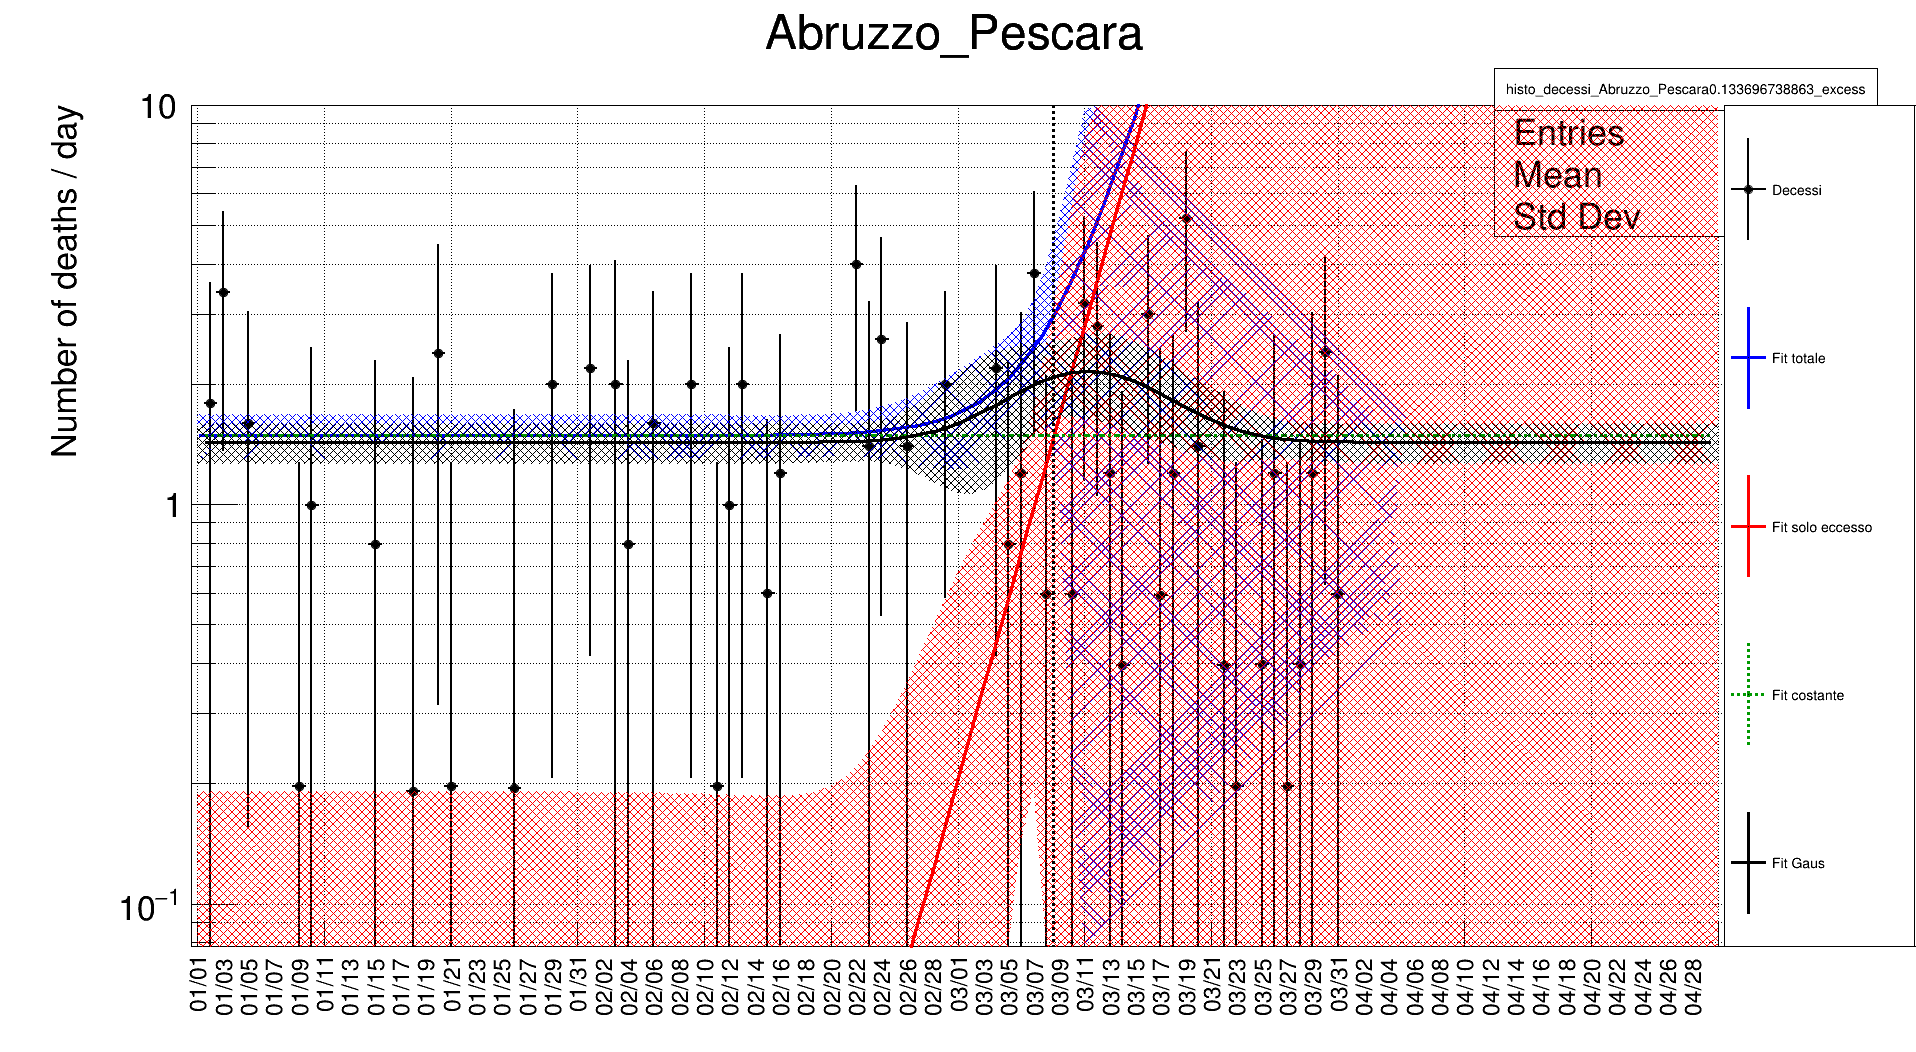 Abruzzo_Pescara
histo_decessi_Abruzzo_Pescara0.133696738863_excess
Entries
Mean
Std Dev
Number of deaths / day
10
1
10⁻¹
Decessi
Fit totale
Fit solo eccesso
Fit costante
Fit Gaus
01/01 01/03 01/05 01/07 01/09 01/11 01/13 01/15 01/17 01/19 01/21 01/23 01/25 01/27 01/29 01/31 02/02 02/04 02/06 02/08 02/10 02/12 02/14 02/16 02/18 02/20 02/22 02/24 02/26 02/28 03/01 03/03 03/05 03/07 03/09 03/11 03/13 03/15 03/17 03/19 03/21 03/23 03/25 03/27 03/29 03/31 04/02 04/04 04/06 04/08 04/10 04/12 04/14 04/16 04/18 04/20 04/22 04/24 04/26 04/28